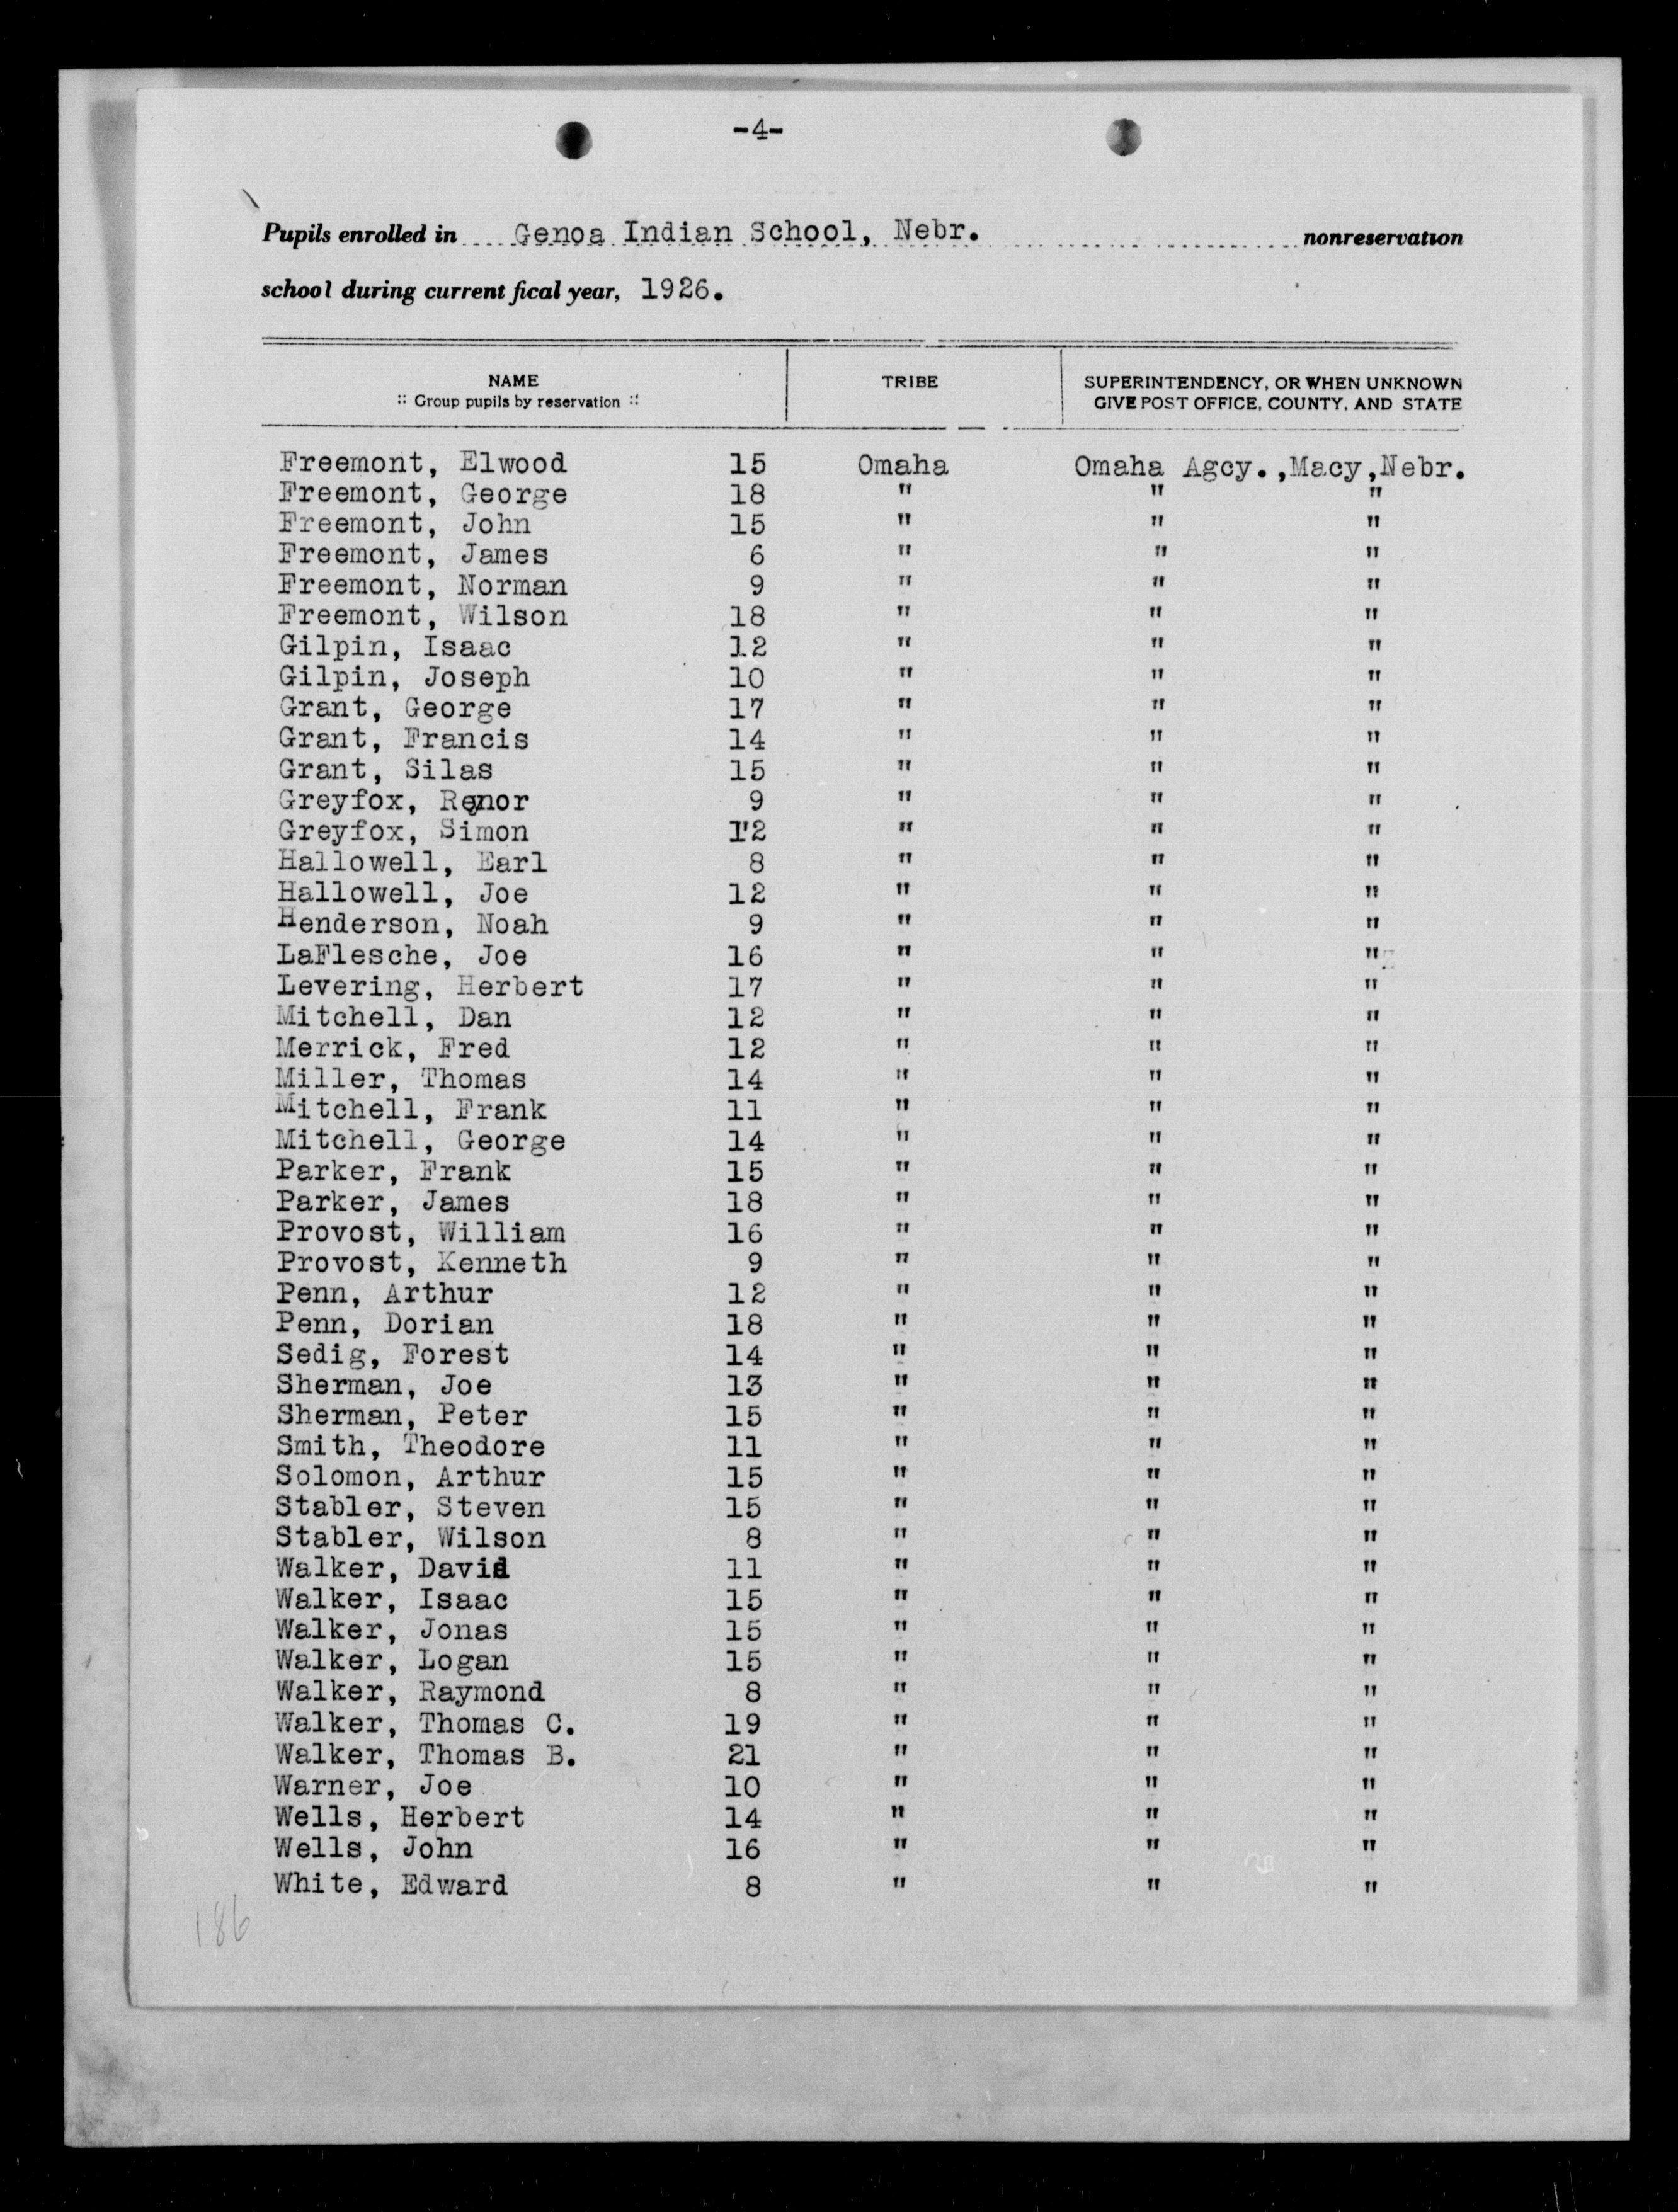 -4-
Pupils enrolled in Genoa Indian School, Nebr. nonreservation
school during current fical year, 1926.
NAME TRIBE SUPERINTENDENCY, OR WHEN UNKNOWN
:: Group pupils by reservation :: GIVE POST OFFICE, COUNTY, AND STATE
Freemont, Elwood 15 Omaha Omaha Agcy.,Macy,Nebr.
Freemont, George 18 " " "
Freemont, John 15 " " "
Freemont, James 6 " " "
Freemont, Norman 9 " " "
Freemont, Wilson 18 " " "
Gilpin, Isaac 12 " " "
Gilpin, Joseph 10 " " "
Grant, George 17 " " "
Grant, Francis 14 " " "
Grant, Silas 15 " " "
Greyfox, 9 " " "
Greyfox, Simon 12 " " "
Hallowell, Earl 8 " " "
Hallowell, Joe 12 " " "
Henderson, Noah 9 " " "
LaFlesche, Joe 16 " " "
Levering, Herbert 17 " " "
Mitchell, Dan 12 " " "
Merrick, Fred 12 " " "
Miller, Thomas 14 " " "
Mitchell, Frank 11 " " "
Mitchell, George 14 " " "
Parker, Frank 15 " " "
Parker, James 18 " " "
Provost, William 16 " " "
Provost, Kenneth 9 " " "
Penn, Arthur 12 " " "
Penn, Dorian 18 " " "
Sedig, Forest 14 " " "
Sherman, Joe 13 " " "
Sherman, Peter 15 " " "
Smith, Theodore 11 " " "
Solomon, Arthur 15 " " "
Stabler, Steven 15 " " "
Stabler, Wilson 8 " " "
Walker, David 11 " " "
Walker, Isaac 15 " " "
Walker, Jonas 15 " " "
Walker, Logan 15 " " "
Walker, Raymond 8 " " "
Walker, Thomas C. 19 " " "
Walker, Thomas B. 21 " " "
Warner, Joe 10 " " "
Wells, Herbert 14 " " "
Wells, John 16 " " "
White, Edward 8 " " "
186